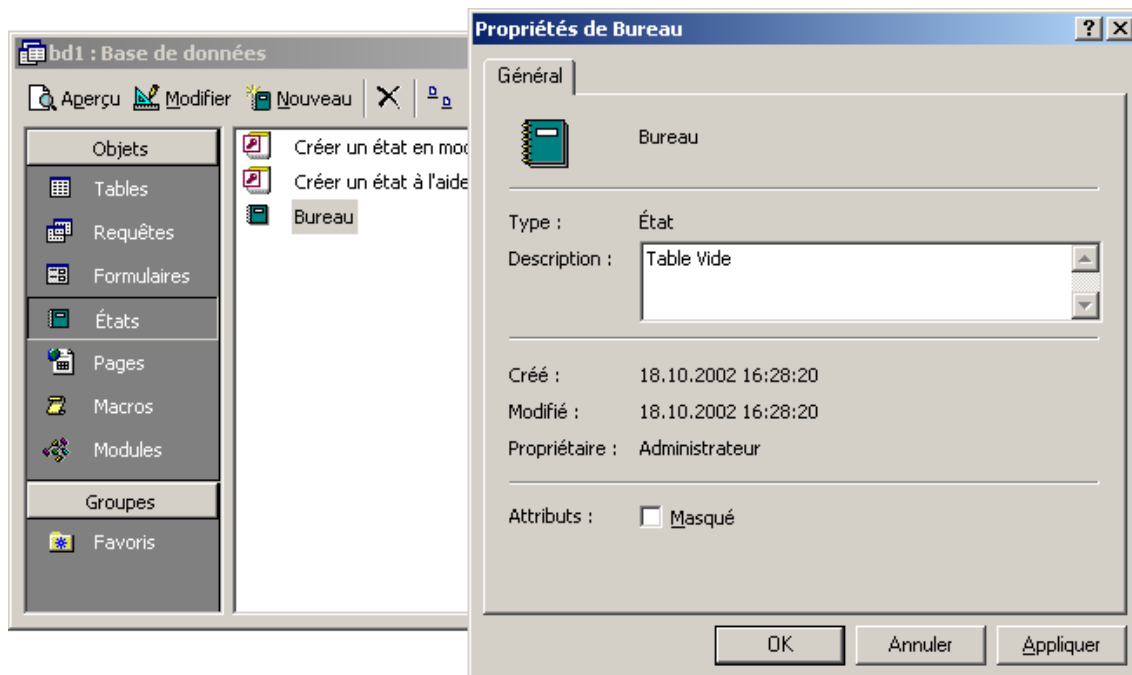 bd1 : Base de données
Aperçu Modifier Nouveau
Objets
Tables
Requêtes
Formulaires
États
Pages
Macros
Modules
Groupes
Favoris
Créer un état en mod
Créer un état à l'aide
Bureau
Propriétés de Bureau
Général
Bureau
Type : État
Description : Table Vide
Créé : 18.10.2002 16:28:20
Modifié : 18.10.2002 16:28:20
Propriétaire : Administrateur
Attributs : Masqué
OK Annuler Appliquer